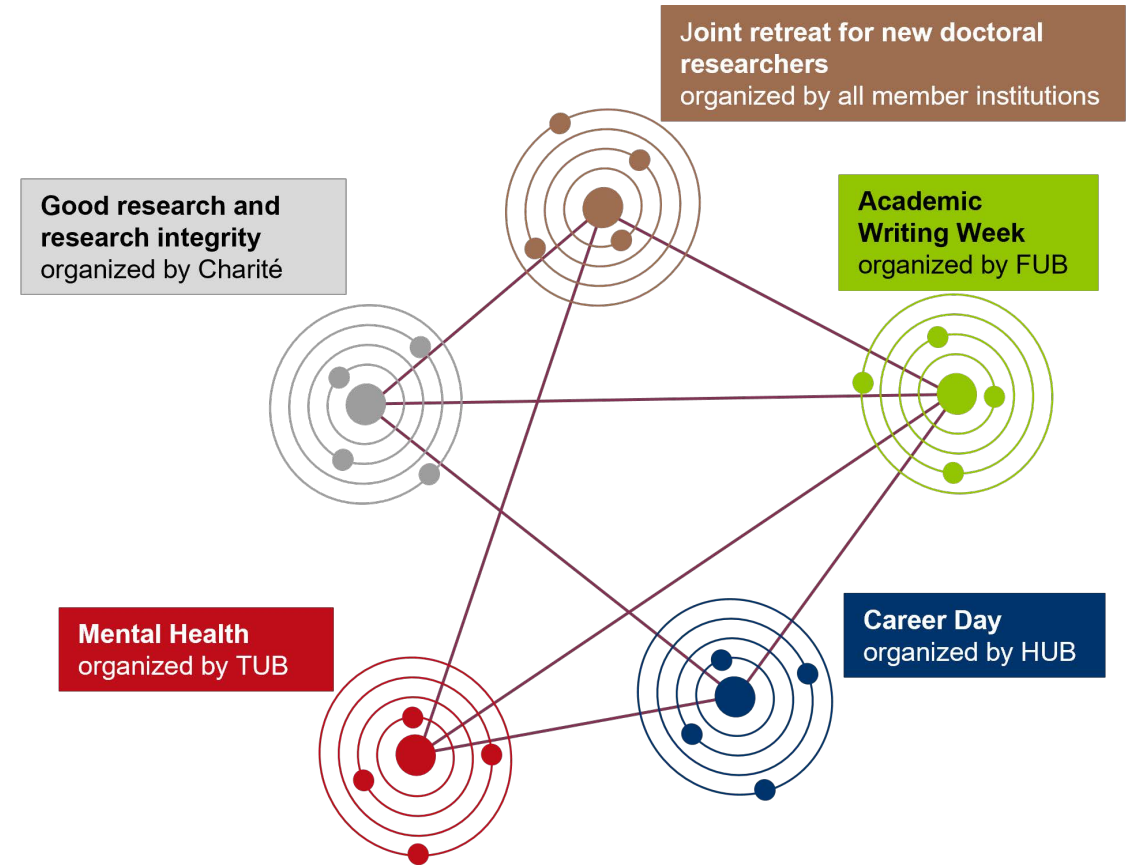 Joint retreat for new doctoral
researchers
organized by all member institutions
Good research and
research integrity
organized by Charité
Academic
Writing Week
organized by FUB
Mental Health
organized by TUB
Career Day
organized by HUB